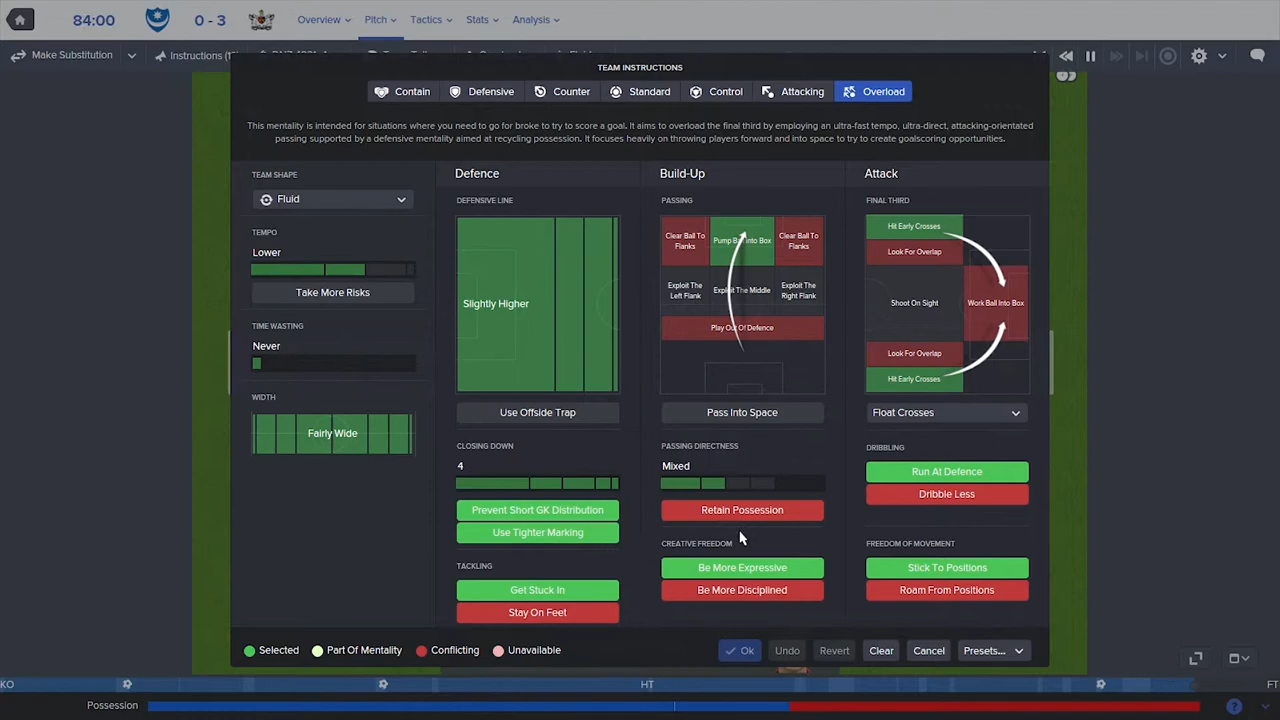 84:00
0 - 3
Overview
Pitch
Tactics
Stats
Analysis
Make Substitution
TEAM INSTRUCTIONS
Contain
Defensive
Counter
Standard
Control
Attacking
Overload
This mentality is intended for situations where you need to go for broke to try to score a goal. It aims to overload the final third by employing an ultra-fast tempo, ultra-direct, attacking-orientated
passing supported by a defensive mentality aimed at recycling possession. It focuses heavily on throwing players forward and into space to try to create goalscoring opportunities.
TEAM SHAPE
Fluid
TEMPO
Lower
Take More Risks
TIME WASTING
Never
WIDTH
Fairly Wide
Defence
DEFENSIVE LINE
Slightly Higher
Use Offside Trap
CLOSING DOWN
4
Prevent Short GK Distribution
Use Tighter Marking
TACKLING
Get Stuck In
Stay On Feet
Build-Up
PASSING
Clear Ball To
Flanks
Pump Ball Into Box
Clear Ball To
Flanks
Exploit The
Left Flank
Exploit The Middle
Exploit The
Right Flank
Play Out Of Defence
Pass Into Space
PASSING DIRECTNESS
Mixed
Retain Possession
CREATIVE FREEDOM
Be More Expressive
Be More Disciplined
Attack
FINAL THIRD
Hit Early Crosses
Look For Overlap
Shoot On Sight
Work Ball Into Box
Look For Overlap
Hit Early Crosses
Float Crosses
DRIBBLING
Run At Defence
Dribble Less
FREEDOM OF MOVEMENT
Stick To Positions
Roam From Positions
Selected
Part Of Mentality
Conflicting
Unavailable
Ok
Undo
Revert
Clear
Cancel
Presets...
KO
HT
FT
Possession